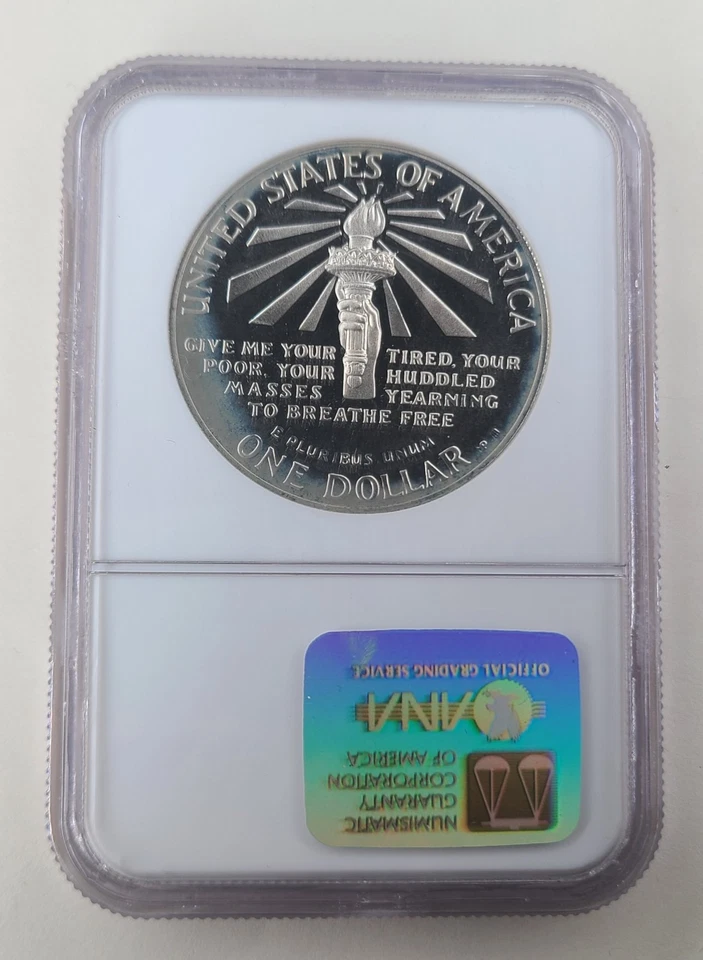 UNITED STATES OF AMERICA
GIVE ME YOUR TIRED, YOUR
POOR, YOUR HUDDLED
MASSES YEARNING
TO BREATHE FREE
E PLURIBUS UNUM
ONE DOLLAR
NUMISMATIC
GUARANTY
CORPORATION
OF AMERICA
ANA
OFFICIAL GRADING SERVICE